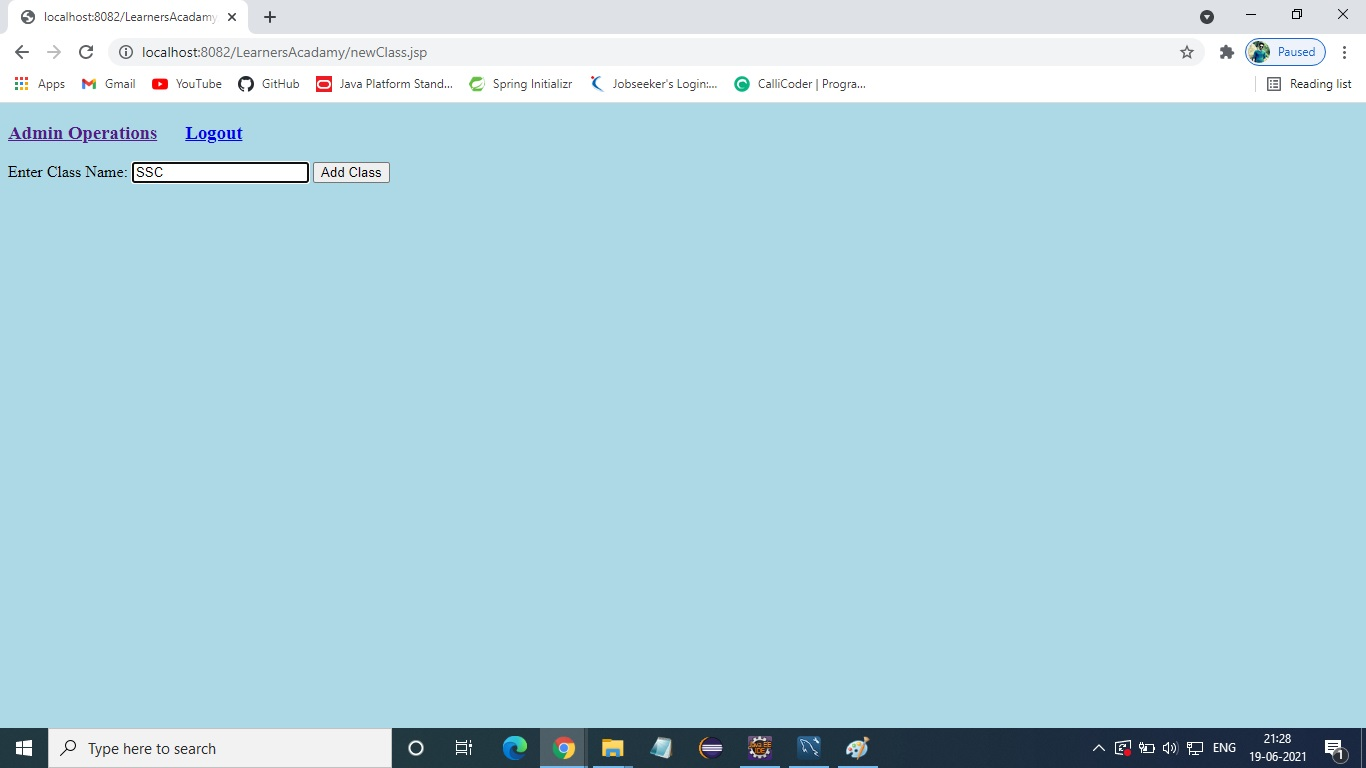 localhost:8082/LearnersAcadamy
localhost:8082/LearnersAcadamy/newClass.jsp
Paused
Apps
Gmail
YouTube
GitHub
Java Platform Stand...
Spring Initializr
Jobseeker's Login:...
CalliCoder | Progra...
Reading list
Admin Operations Logout
Enter Class Name: SSC Add Class
Type here to search
ENG
21:28
19-06-2021
1